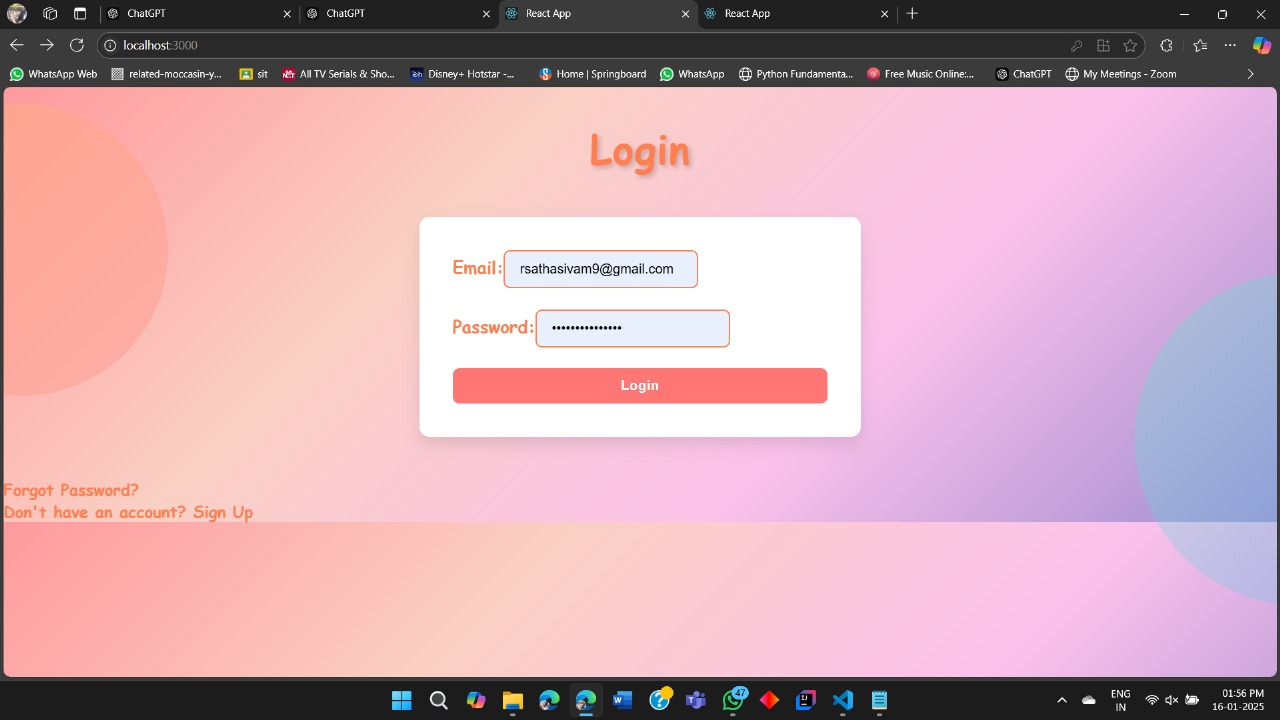 ChatGPT
ChatGPT
React App
React App
localhost:3000
WhatsApp Web
related-moccasin-y...
sit
All TV Serials & Sho...
Disney+ Hotstar -...
Home | Springboard
WhatsApp
Python Fundamenta...
Free Music Online:...
ChatGPT
My Meetings - Zoom
Login
Email:
rsathasivam9@gmail.com
Password:
••••••••••••••
Login
Forgot Password?
Don't have an account? Sign Up
47
ENG
IN
01:56 PM
16-01-2025